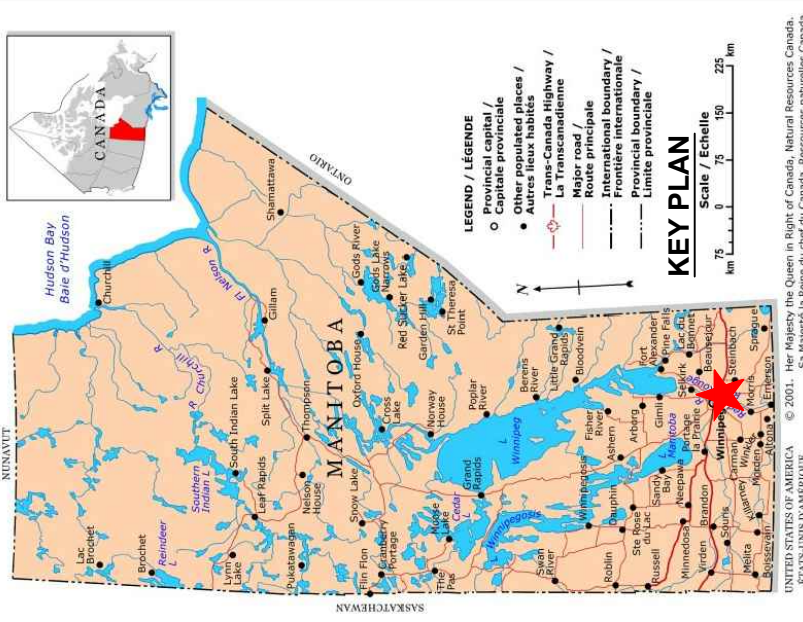 CANADA
NUNAVUT
Hudson Bay
Baie d'Hudson
Churchill
ONTARIO
Shamattawa
Fl Nelson R
Gillam
R Churchill
Lac
Brochet
Brochet
Reindeer
L
Southern
Indian L
South Indian Lake
Lynn
Lake
Leaf Rapids
Split Lake
Thompson
Nelson
House
Pukatawagan
MANITOBA
Gods River
Gods Lake
Narrows
Oxford House
Red Sucker Lake
Garden Hill
St Theresa
Point
Snow Lake
Cross
Lake
Norway
House
Flin Flon
Cranberry
Portage
Moose
Lake
The
Pas
Cedar
L
Grand
Rapids
SASKATCHEWAN
Poplar
River
Berens
River
Little Grand
Rapids
Bloodvein
L
Winnipeg
L
Winnipegosis
Swan
River
Winnipegosis
Fisher
River
Ashern
Dauphin
Roblin
Arborg
Gimli
Fort
Alexander
Pine Falls
Lac du
Bonnet
Selkirk
Beausejour
L
Manitoba
Ste Rose
du Lac
Sandy
Bay
Russell
Neepawa
Minnedosa
Portage
la Prairie
Winnipeg
Steinbach
Brandon
Virden
Souris
Carman
Morris
Sprague
Winkler
Morden
Emerson
Altona
Killarney
Melita
Boissevain
LEGEND / LÉGENDE
Provincial capital /
Capitale provinciale
Other populated places /
Autres lieux habités
Trans-Canada Highway /
La Transcanadienne
Major road /
Route principale
International boundary /
Frontière internationale
Provincial boundary /
Limite provinciale
N
KEY PLAN
Scale / Echelle
75 0 75 150 225
km km
UNITED STATES OF AMERICA
© 2001. Her Majesty the Queen in Right of Canada, Natural Resources Canada.